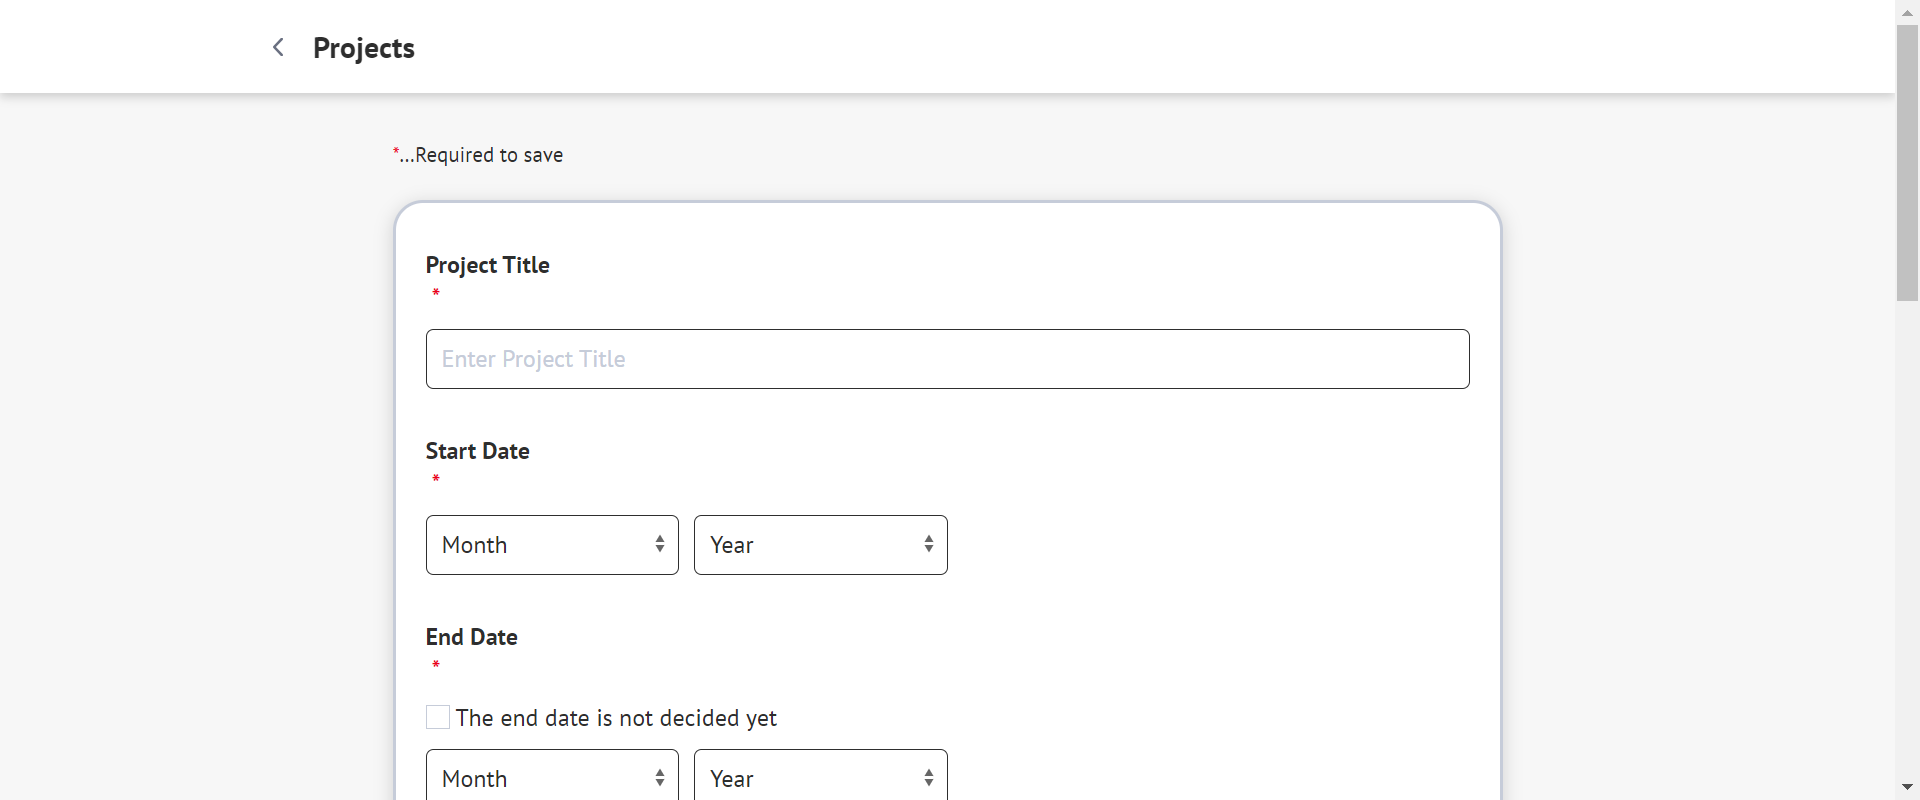 Projects
*...Required to save
Project Title
*
Enter Project Title
Start Date
*
Month Year
End Date
*
The end date is not decided yet
Month Year